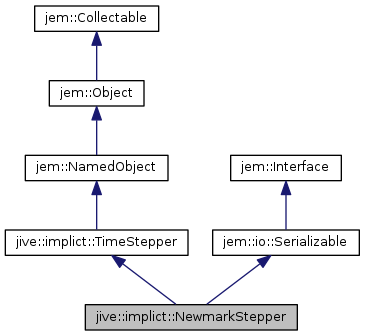 jem::Collectable
jem::Object
jem::NamedObject
jem::Interface
jive::implict::TimeStepper
jem::io::Serializable
jive::implict::NewmarkStepper